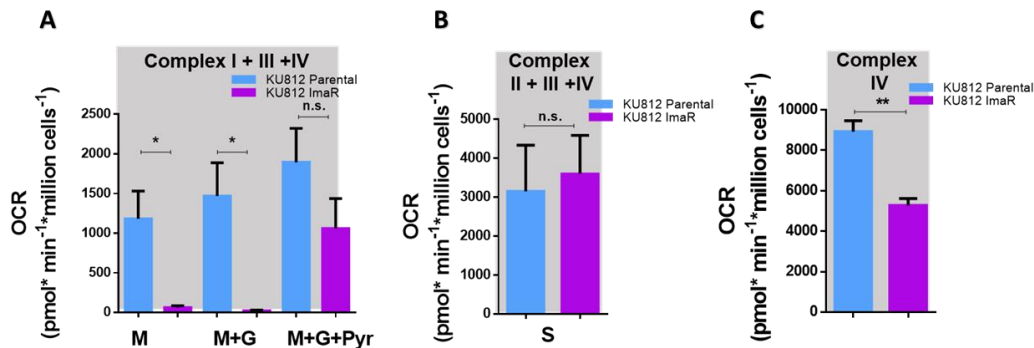 A
Complex I + III +IV
KU812 Parental
KU812 ImaR
n.s.
*
*
2500
2000
1500
1000
500
0
OCR
(pmol* min⁻¹*million cells⁻¹)
M
M+G
M+G+Pyr
B
Complex
II + III +IV
KU812 Parental
KU812 ImaR
n.s.
5000
4000
3000
2000
1000
0
OCR
(pmol* min⁻¹*million cells⁻¹)
S
C
Complex
IV
KU812 Parental
KU812 ImaR
**
10000
8000
6000
4000
2000
0
OCR
(pmol* min⁻¹*million cells⁻¹)